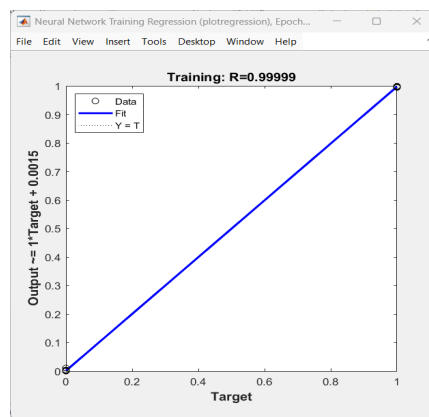 Neural Network Training Regression (plotregression), Epoch...
File Edit View Insert Tools Desktop Window Help
Training: R=0.99999
Output ~= 1*Target + 0.0015
1
0.9
0.8
0.7
0.6
0.5
0.4
0.3
0.2
0.1
0
Data
Fit
Y = T
0 0.2 0.4 0.6 0.8 1
Target